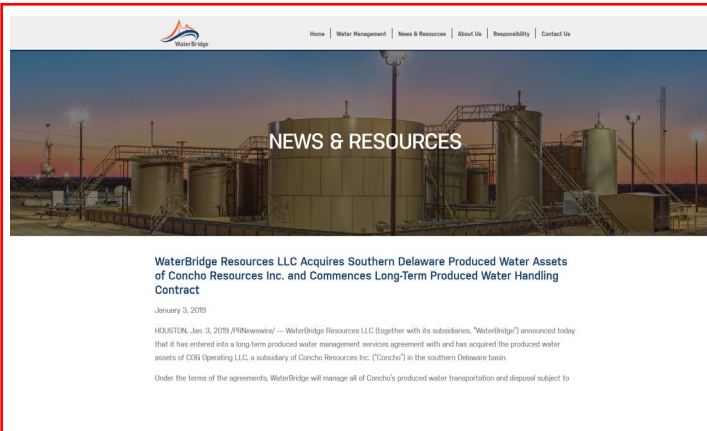 WaterBridge
Home | Water Management | News & Resources | About Us | Responsibility | Contact Us
NEWS & RESOURCES
WaterBridge Resources LLC Acquires Southern Delaware Produced Water Assets
of Concho Resources Inc. and Commences Long-Term Produced Water Handling
Contract
January 3, 2019
HOUSTON, Jan. 3, 2019 /PRNewswire/ — WaterBridge Resources LLC (together with its subsidiaries, "WaterBridge") announced today
that it has entered into a long-term produced water management services agreement with and has acquired the produced water
assets of COG Operating LLC, a subsidiary of Concho Resources Inc. ("Concho") in the southern Delaware basin.
Under the terms of the agreements, WaterBridge will manage all of Concho's produced water transportation and disposal subject to